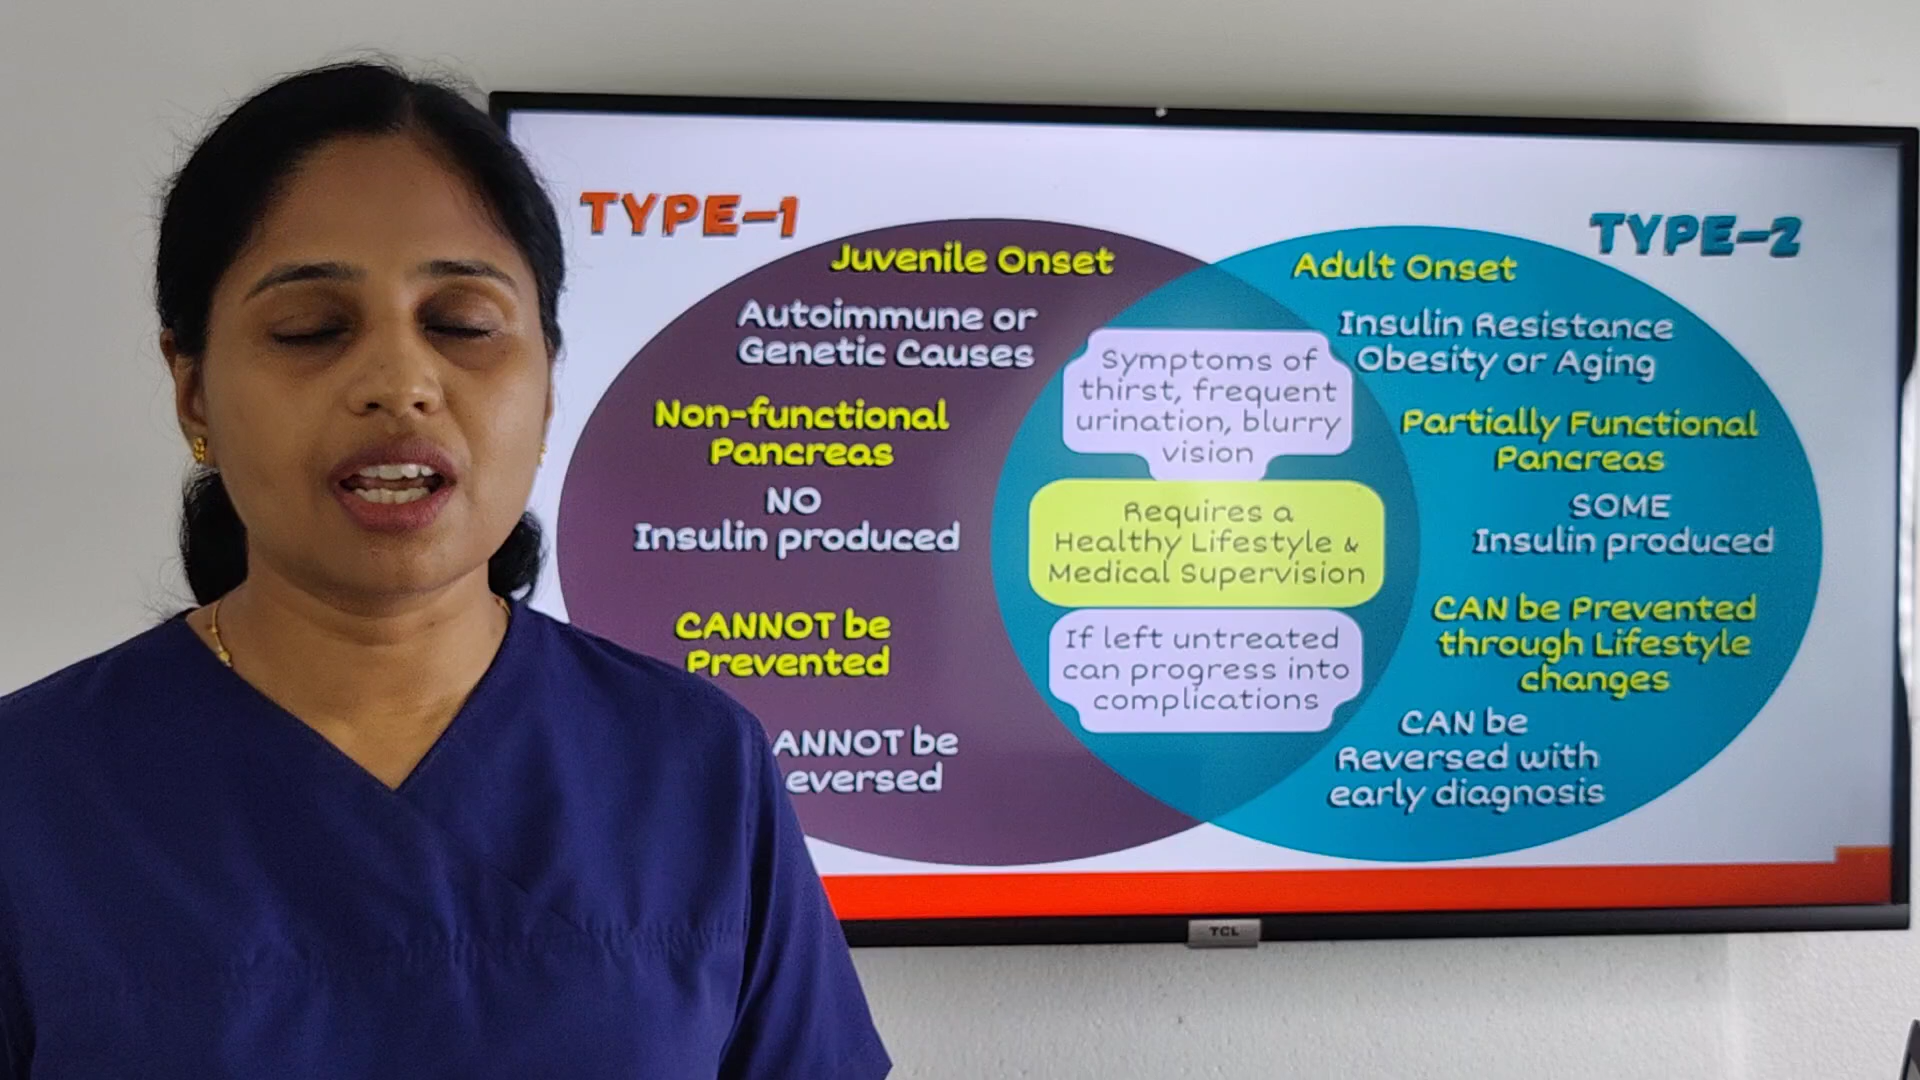 TYPE-1
Juvenile Onset
Autoimmune or
Genetic Causes
Non-functional
Pancreas
NO
Insulin produced
CANNOT be
Prevented
ANNOT be
eversed
Symptoms of
thirst, frequent
urination, blurry
vision
Requires a
Healthy Lifestyle &
Medical Supervision
If left untreated
can progress into
complications
TYPE-2
Adult Onset
Insulin Resistance
Obesity or Aging
Partially Functional
Pancreas
SOME
Insulin produced
CAN be Prevented
through Lifestyle
changes
CAN be
Reversed with
early diagnosis
TCL